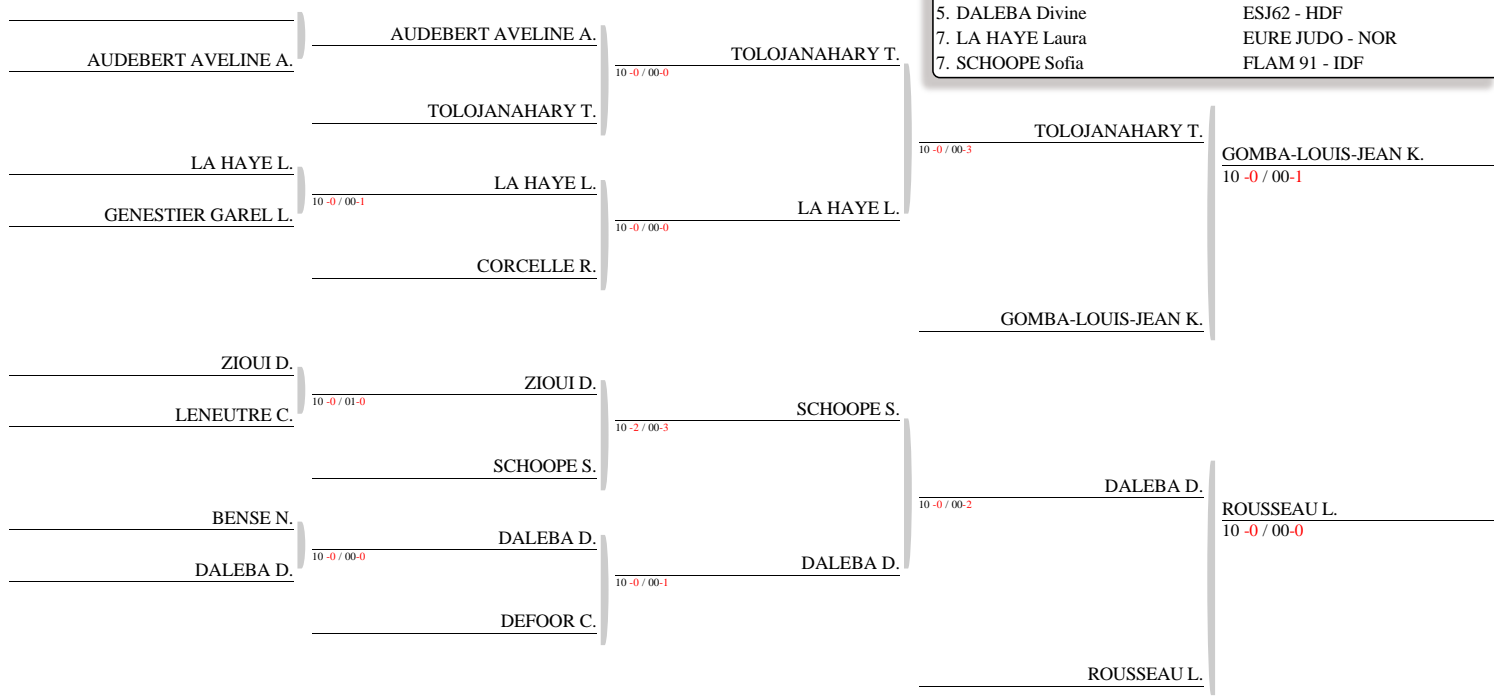 AUDEBERT AVELINE A.
LA HAYE L.
GENESTIER GAREL L.
ZIOUI D.
LENEUTRE C.
BENSE N.
DALEBA D.
AUDEBERT AVELINE A.
TOLOJANAHARY T.
LA HAYE L.
10 -0 / 00-1
CORCELLE R.
ZIOUI D.
10 -0 / 01-0
SCHOOPE S.
DALEBA D.
10 -0 / 00-0
DEFOOR C.
TOLOJANAHARY T.
10 -0 / 00-0
LA HAYE L.
10 -0 / 00-0
SCHOOPE S.
10 -2 / 00-3
DALEBA D.
10 -0 / 00-1
5. DALEBA Divine ESJ62 - HDF
7. LA HAYE Laura EURE JUDO - NOR
7. SCHOOPE Sofia FLAM 91 - IDF
TOLOJANAHARY T.
10 -0 / 00-3
GOMBA-LOUIS-JEAN K.
DALEBA D.
10 -0 / 00-2
ROUSSEAU L.
GOMBA-LOUIS-JEAN K.
10 -0 / 00-1
ROUSSEAU L.
10 -0 / 00-0